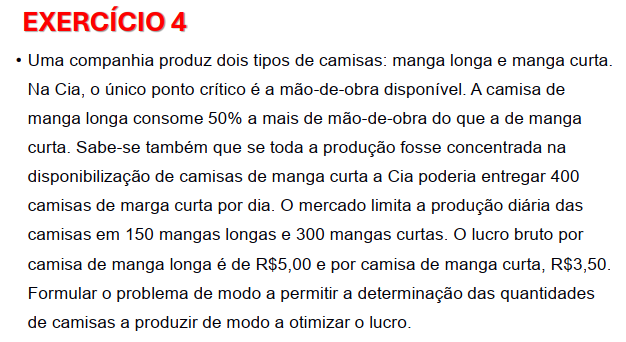 EXERCÍCIO 4
• Uma companhia produz dois tipos de camisas: manga longa e manga curta.
Na Cia, o único ponto crítico é a mão-de-obra disponível. A camisa de
manga longa consome 50% a mais de mão-de-obra do que a de manga
curta. Sabe-se também que se toda a produção fosse concentrada na
disponibilização de camisas de manga curta a Cia poderia entregar 400
camisas de marga curta por dia. O mercado limita a produção diária das
camisas em 150 mangas longas e 300 mangas curtas. O lucro bruto por
camisa de manga longa é de R$5,00 e por camisa de manga curta, R$3,50.
Formular o problema de modo a permitir a determinação das quantidades
de camisas a produzir de modo a otimizar o lucro.